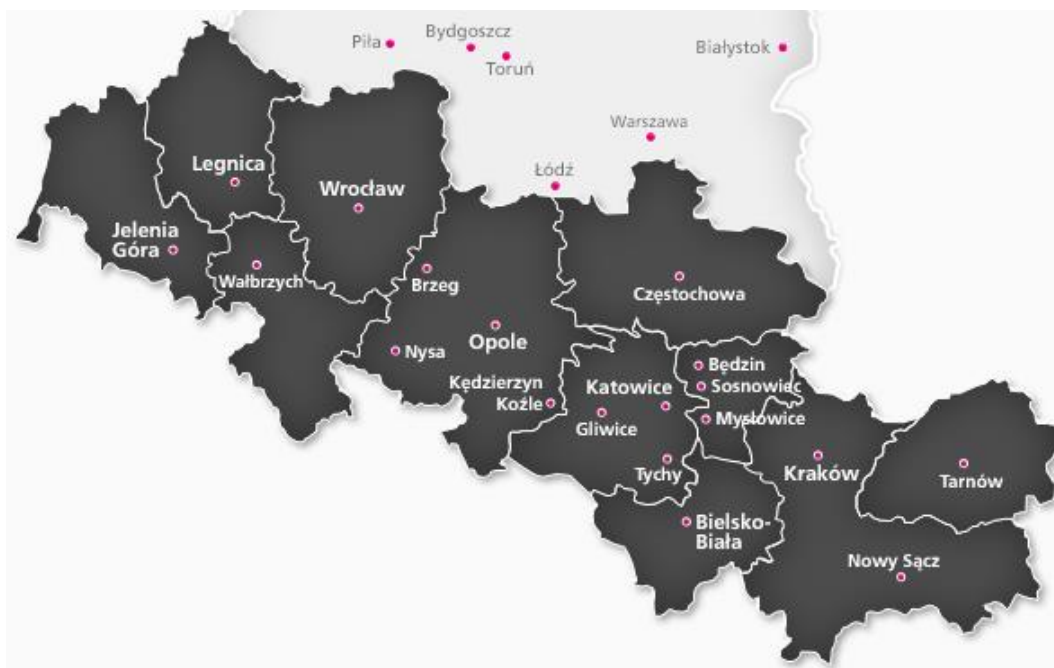 Piła
Bydgoszcz
Toruń
Białystok
Warszawa
Łódź
Legnica
Wrocław
Jelenia
Góra
Wałbrzych
Brzeg
Częstochowa
Opole
Nysa
Kędzierzyn
Koźle
Katowice
Gliwice
Tychy
Będzin
Sosnowiec
Mysłowice
Kraków
Tarnów
Bielsko-
Biała
Nowy Sącz